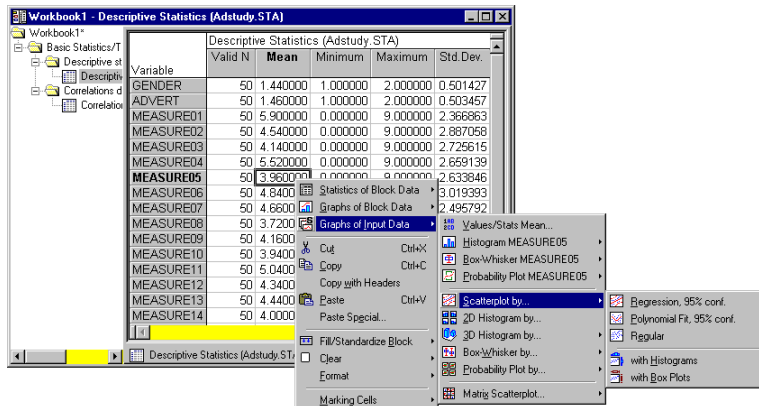 Workbook1 - Descriptive Statistics (Adstudy.STA)
Workbook1*
Basic Statistics/T
Descriptive st
Descriptiv
Correlations d
Correlation
Descriptive Statistics (Adstudy.STA)
Variable Valid N Mean Minimum Maximum Std.Dev.
GENDER 50 1.440000 1.000000 2.000000 0.501427
ADVERT 50 1.460000 1.000000 2.000000 0.503457
MEASURE01 50 5.900000 0.000000 9.000000 2.366863
MEASURE02 50 4.540000 0.000000 9.000000 2.887058
MEASURE03 50 4.140000 0.000000 9.000000 2.725615
MEASURE04 50 5.520000 0.000000 9.000000 2.659139
MEASURE05 50 3.960000 0.000000 9.000000 2.633846
MEASURE06 50 4.8400 3.019393
MEASURE07 50 4.6600 2.495792
MEASURE08 50 3.7200
MEASURE09 50 4.1600
MEASURE10 50 3.9400
MEASURE11 50 5.0400
MEASURE12 50 4.3400
MEASURE13 50 4.4400
MEASURE14 50 4.0000
Descriptive Statistics (Adstudy.STA
Statistics of Block Data
Graphs of Block Data
Graphs of Input Data
Cut Ctrl+X
Copy Ctrl+C
Copy with Headers
Paste Ctrl+V
Paste Special...
Fill/Standardize Block
Clear
Format
Marking Cells
Values/Stats Mean...
Histogram MEASURE05
Box-Whisker MEASURE05
Probability Plot MEASURE05
Scatterplot by...
2D Histogram by...
3D Histogram by...
Box-Whisker by...
Probability Plot by...
Matrix Scatterplot...
Regression, 95% conf.
Polynomial Fit, 95% conf.
Regular
with Histograms
with Box Plots